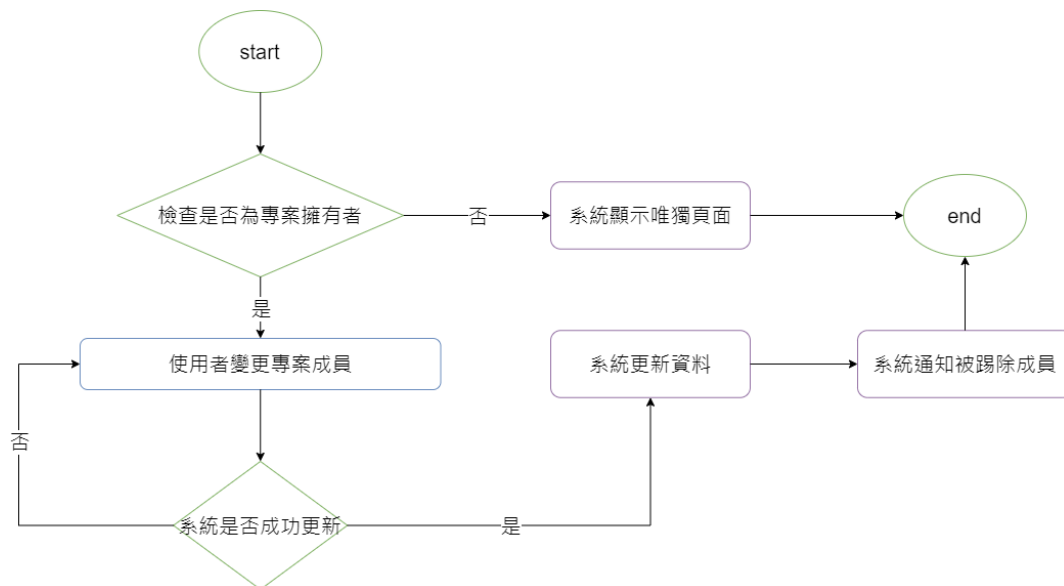 start
檢查是否為專案擁有者
否
系統顯示唯獨頁面
end
是
使用者變更專案成員
系統更新資料
系統通知被踢除成員
否
系統是否成功更新
是